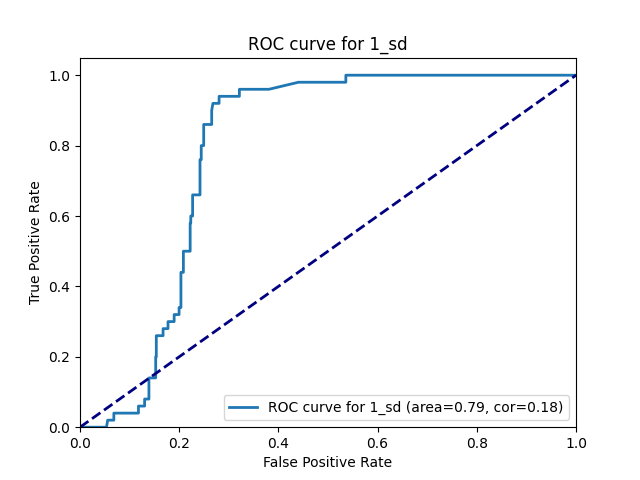 ROC curve for 1_sd
1.0
0.8
0.6
0.4
0.2
0.0
True Positive Rate
ROC curve for 1_sd (area=0.79, cor=0.18)
0.0 0.2 0.4 0.6 0.8 1.0
False Positive Rate